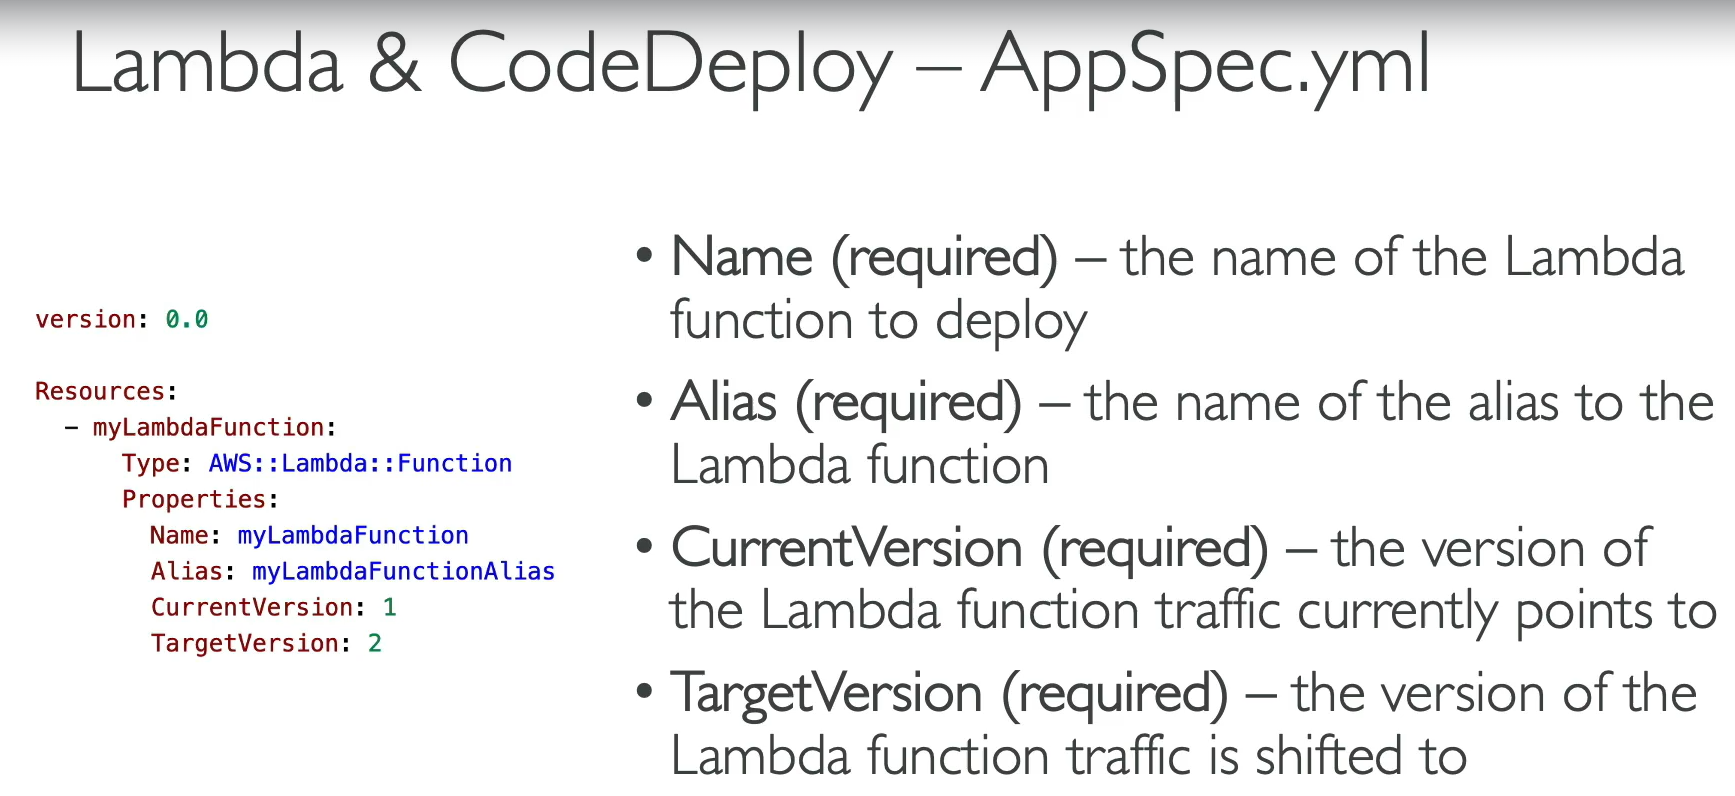 Lambda & CodeDeploy – AppSpec.yml
version: 0.0
Resources:
  - myLambdaFunction:
      Type: AWS::Lambda::Function
      Properties:
        Name: myLambdaFunction
        Alias: myLambdaFunctionAlias
        CurrentVersion: 1
        TargetVersion: 2
• Name (required) – the name of the Lambda
function to deploy
• Alias (required) – the name of the alias to the
Lambda function
• CurrentVersion (required) – the version of
the Lambda function traffic currently points to
• TargetVersion (required) – the version of the
Lambda function traffic is shifted to